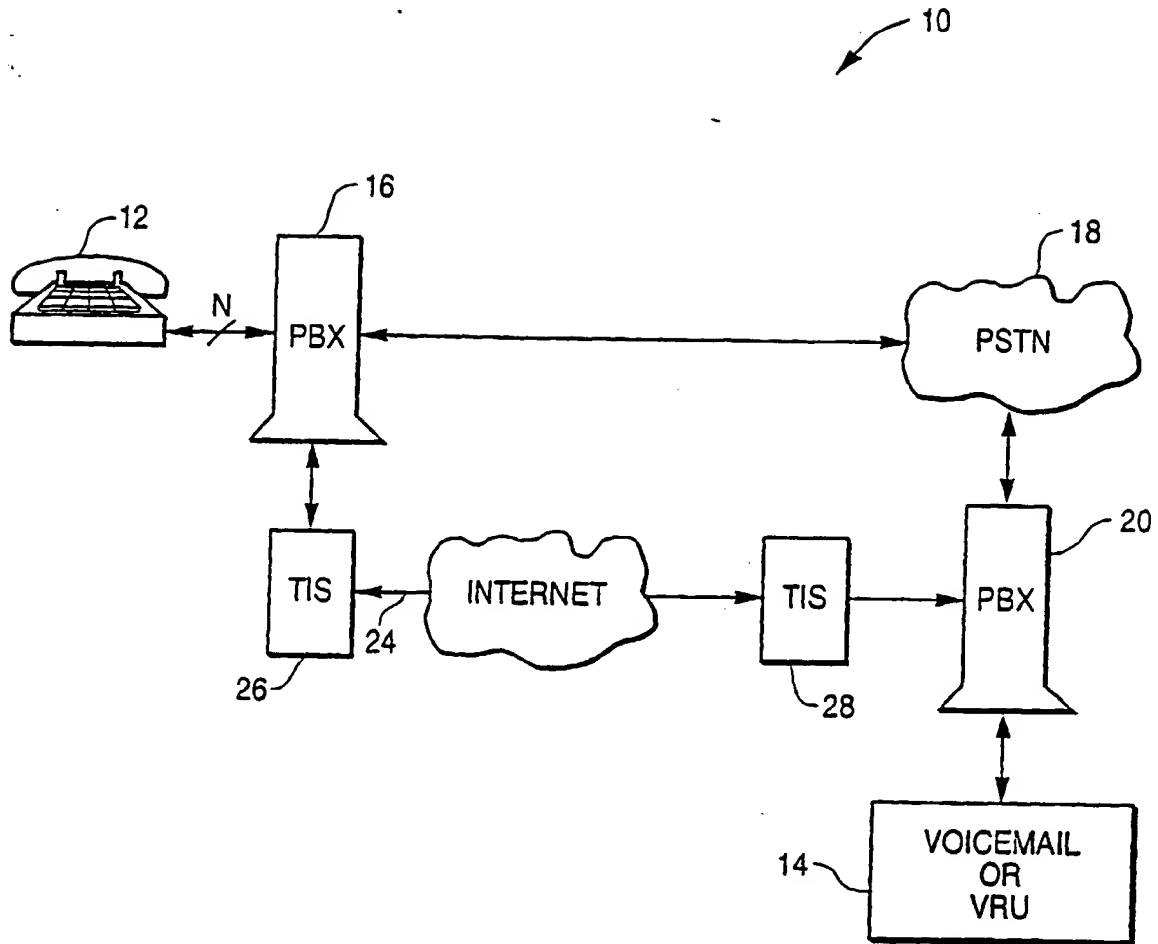 10
16
12
N
PBX
18
PSTN
20
TIS
24
INTERNET
TIS
PBX
26
28
14
VOICEMAIL
OR
VRU